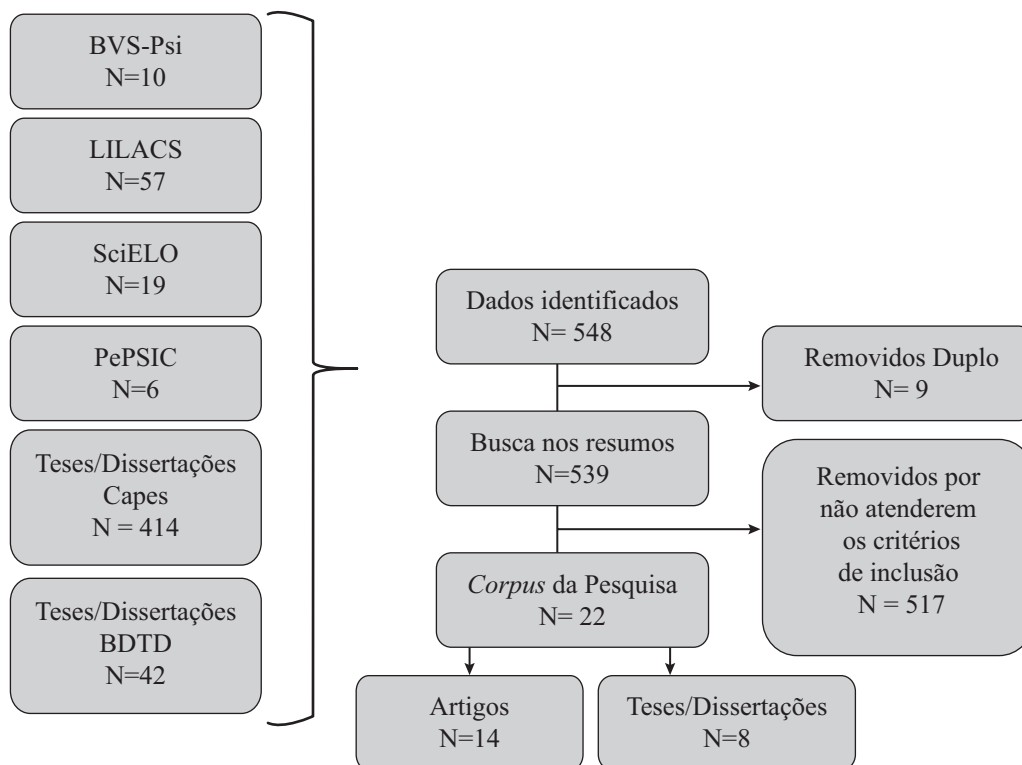 BVS-Psi
N=10
LILACS
N=57
SciELO
N=19
PePSIC
N=6
Teses/Dissertações
Capes
N = 414
Teses/Dissertações
BDTD
N=42
Dados identificados
N= 548
Removidos Duplo
N= 9
Busca nos resumos
N=539
Removidos por
não atenderem
os critérios
de inclusão
N = 517
Corpus da Pesquisa
N= 22
Artigos
N=14
Teses/Dissertações
N=8